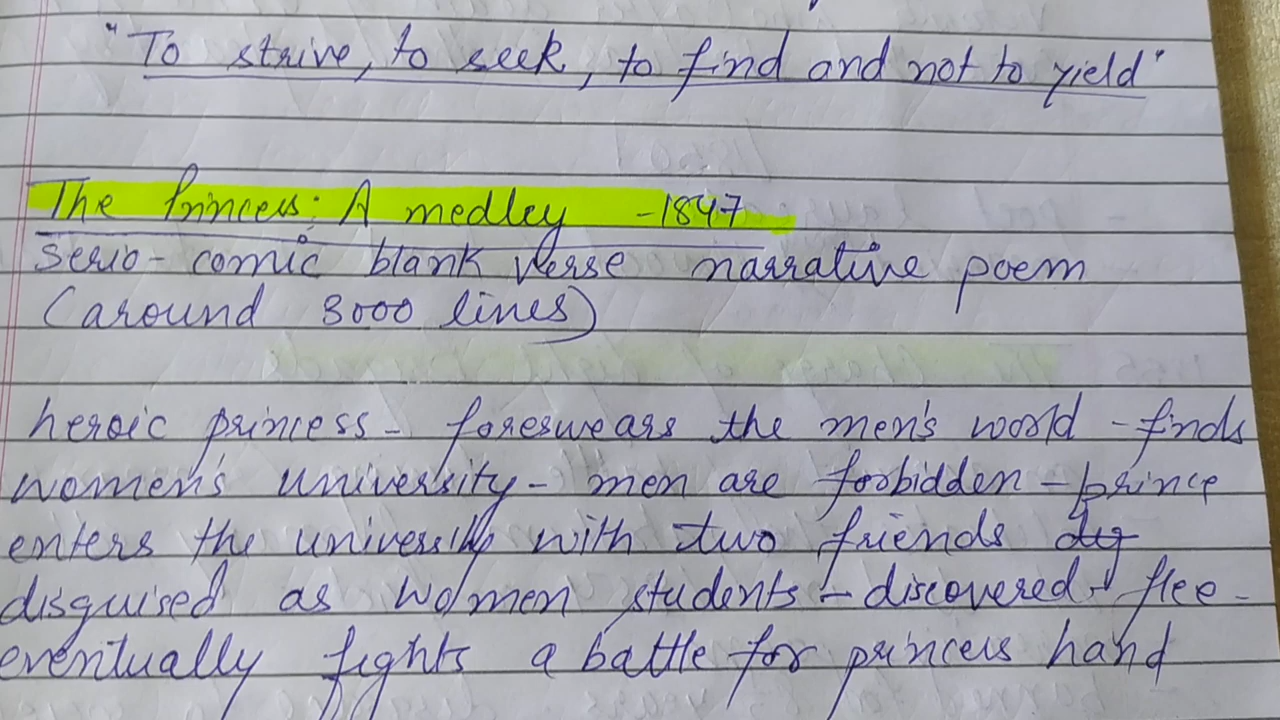 "To strive, to seek, to find and not to yield"
The Princess: A medley -1847
serio-comic blank verse narrative poem
(around 3000 lines)
heroic princess - foreswears the men's world - finds
women's university - men are forbidden - prince
enters the university with two friends
disguised as women students - discovered & flee -
eventually fights a battle for princess hand